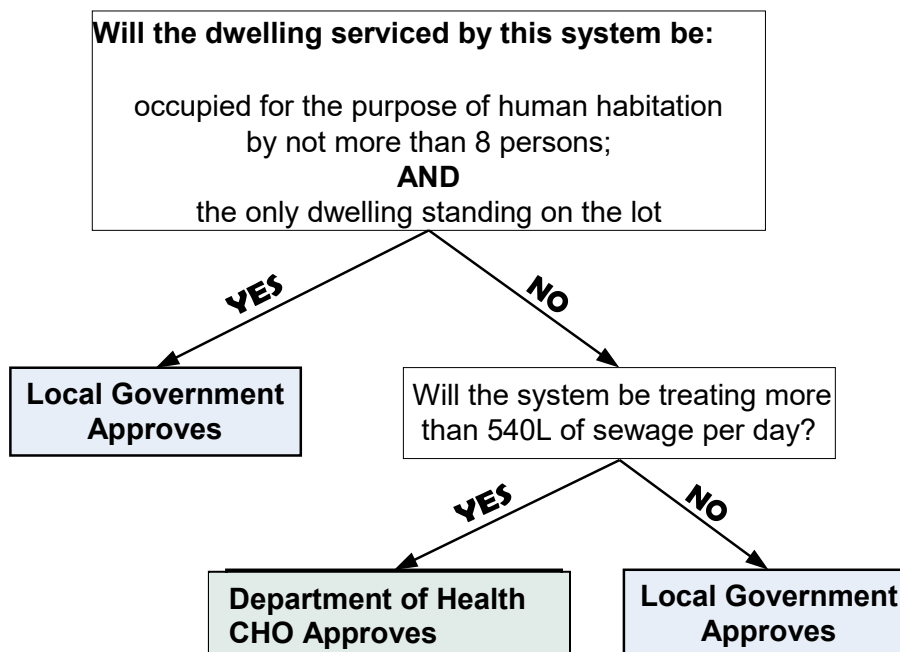 Will the dwelling serviced by this system be:
occupied for the purpose of human habitation
by not more than 8 persons;
AND
the only dwelling standing on the lot
YES
NO
Local Government
Approves
Will the system be treating more
than 540L of sewage per day?
YES
NO
Department of Health
CHO Approves
Local Government
Approves